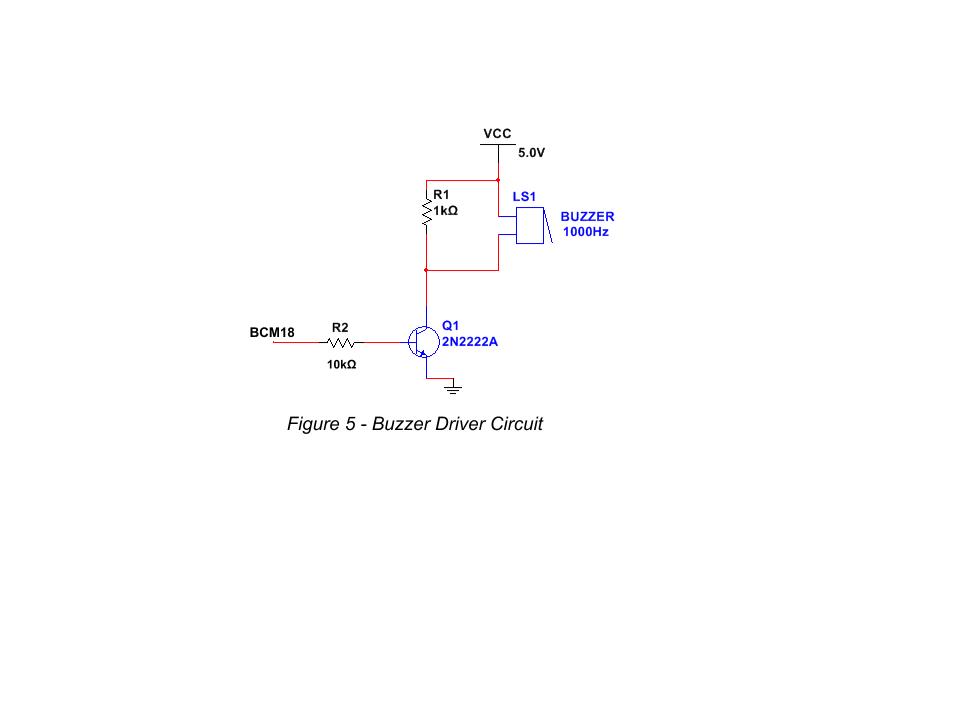 VCC
5.0V
R1
1kΩ
LS1
BUZZER
1000Hz
BCM18
R2
10kΩ
Q1
2N2222A
Figure 5 - Buzzer Driver Circuit